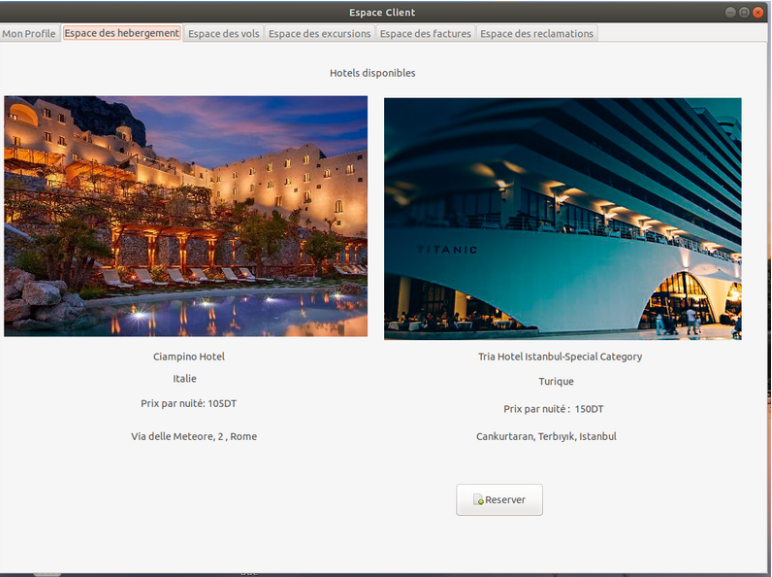 Espace Client
Mon Profile Espace des hebergement Espace des vols Espace des excursions Espace des factures Espace des reclamations
Hotels disponibles
TITANIC
Ciampino Hotel
Italie
Prix par nuité: 105DT
Via delle Meteore, 2 , Rome
Tria Hotel Istanbul-Special Category
Turique
Prix par nuité : 150DT
Cankurtaran, Terbıyık, Istanbul
Reserver